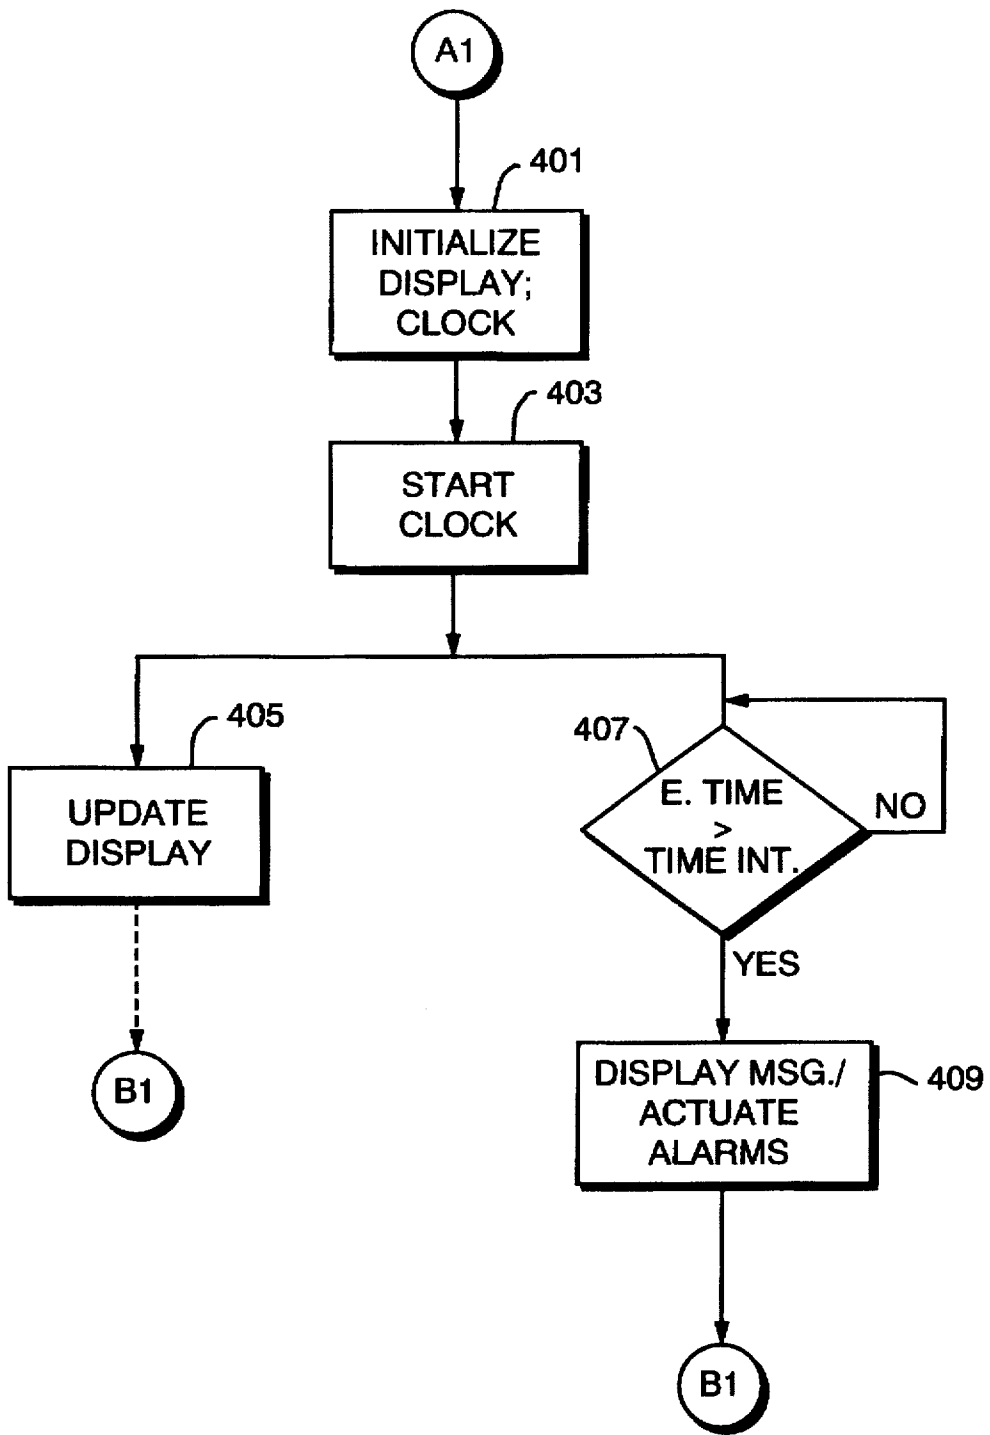 A1
401
INITIALIZE
DISPLAY;
CLOCK
403
START
CLOCK
405
UPDATE
DISPLAY
B1
407
E. TIME
>
TIME INT.
NO
YES
409
DISPLAY MSG./
ACTUATE
ALARMS
B1